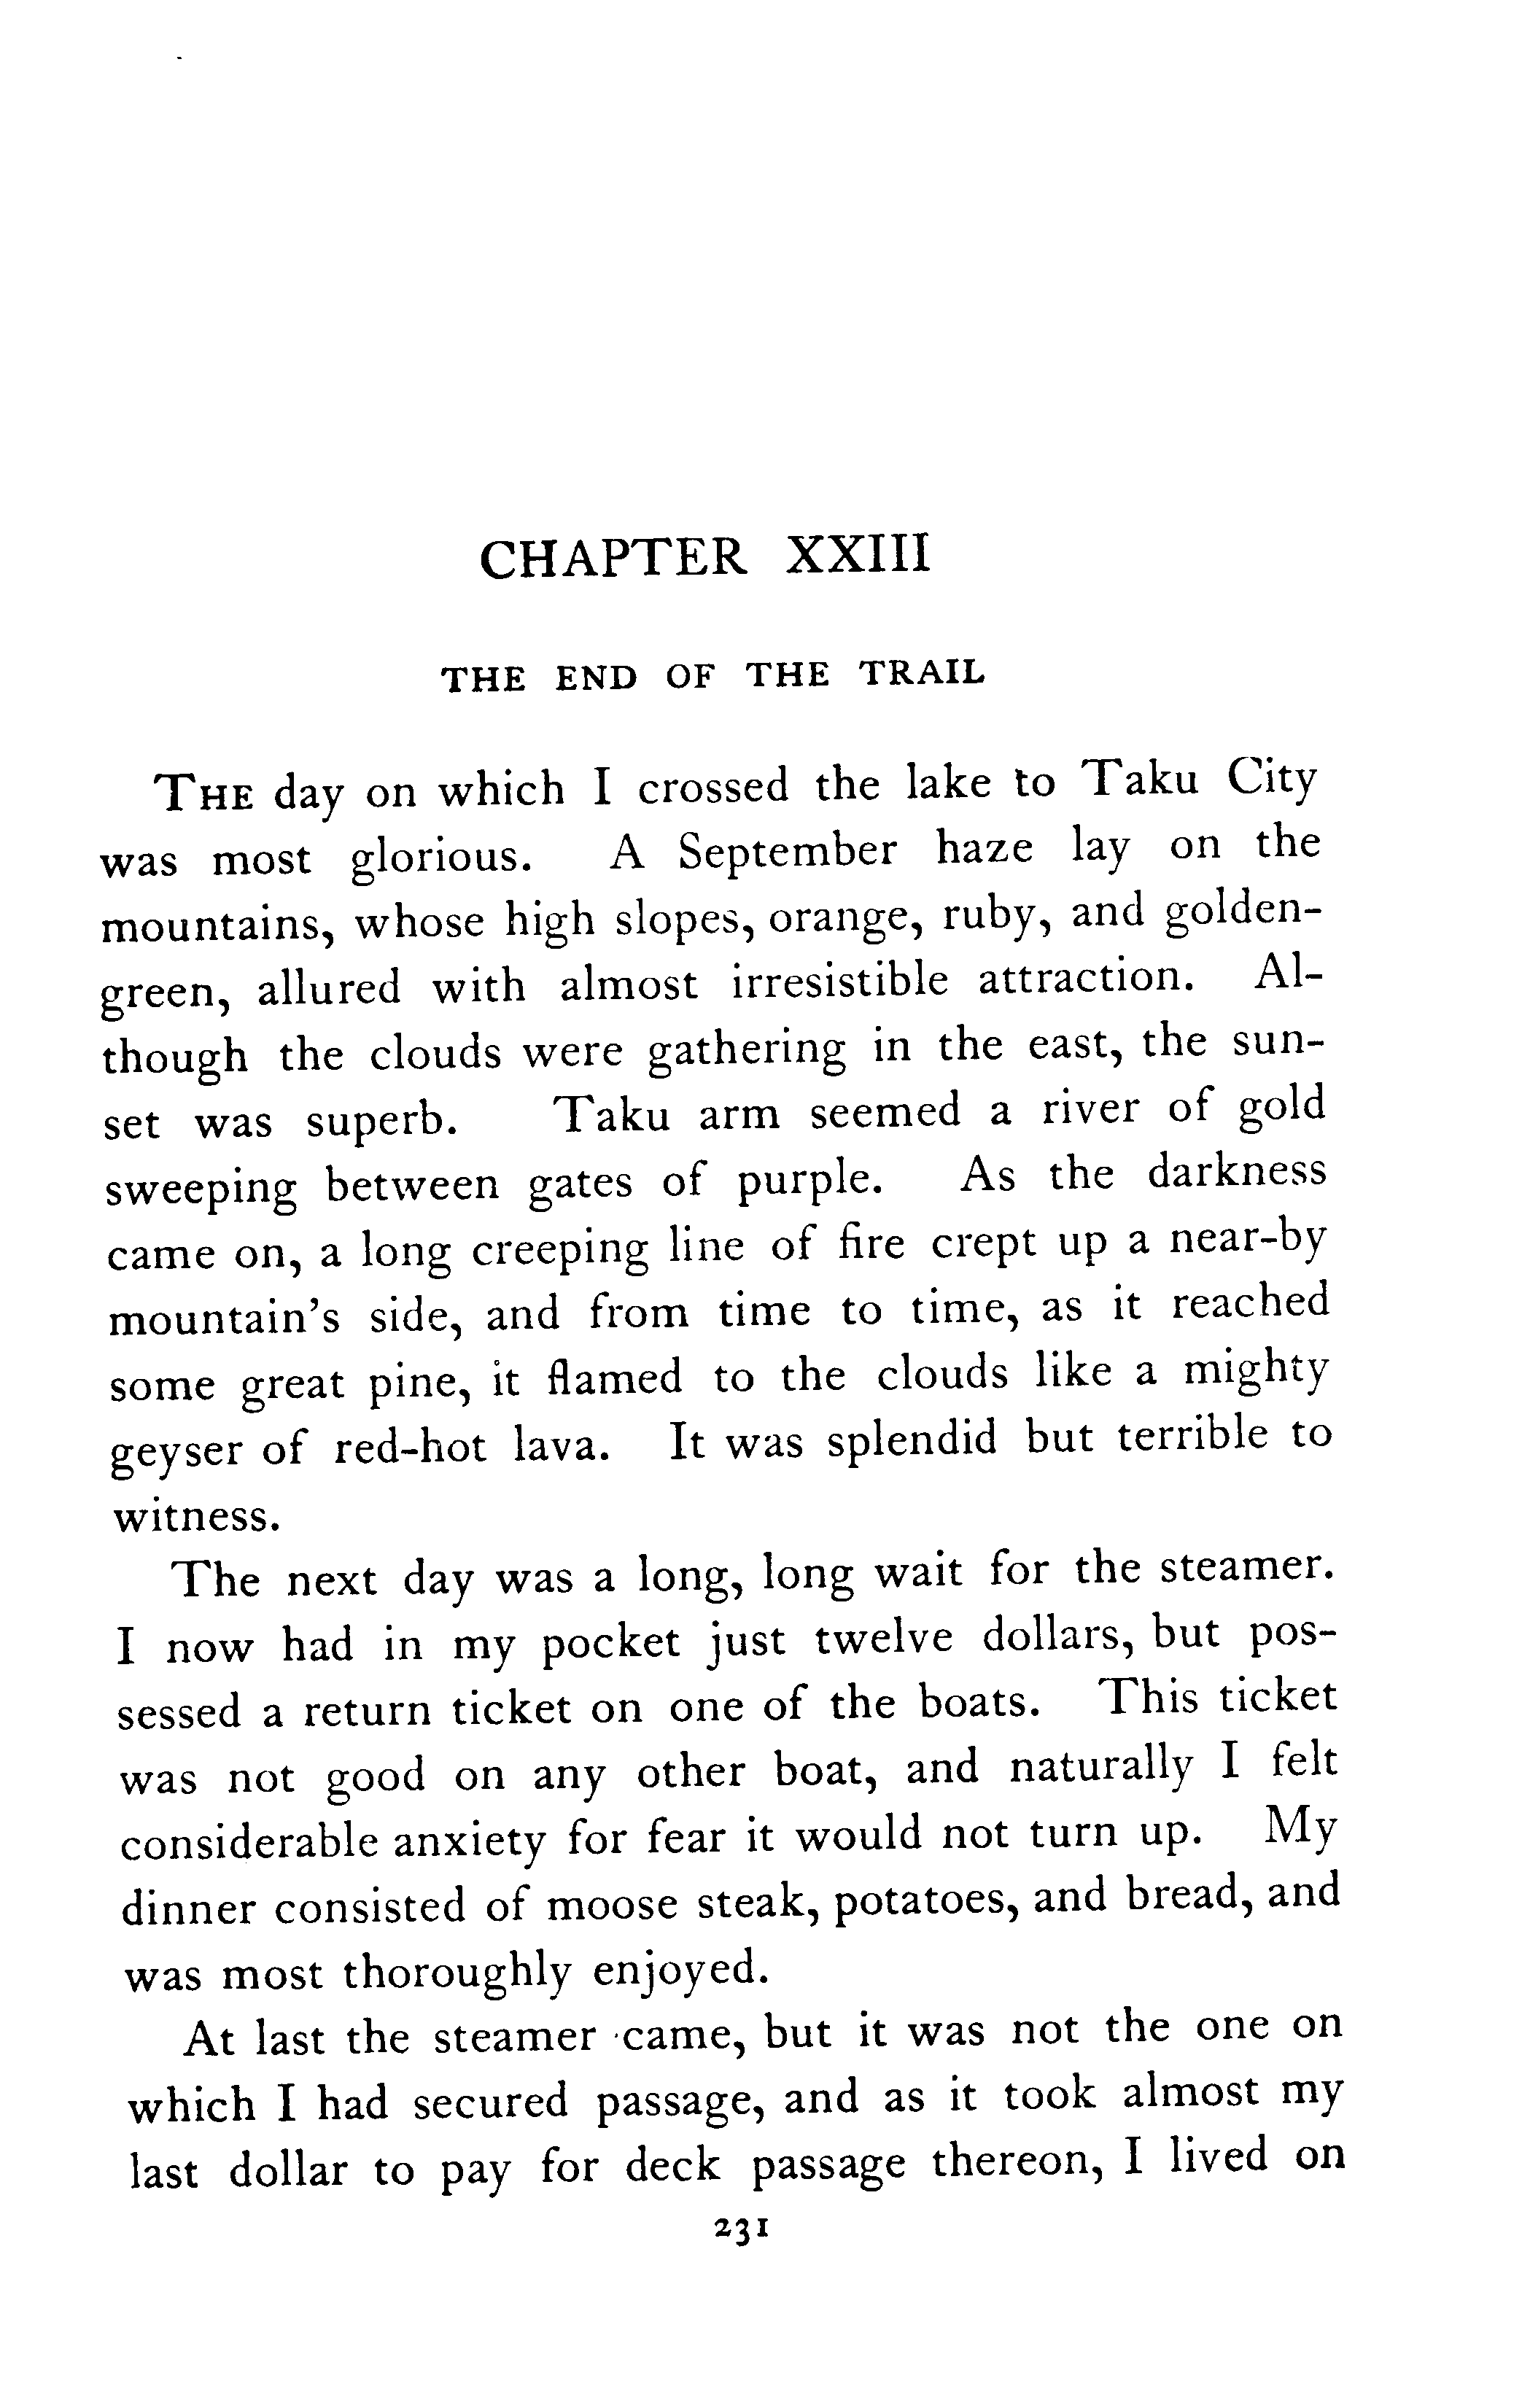 CHAPTER XXIII
THE END OF THE TRAIL
THE day on which I crossed the lake to Taku City
was most glorious. A September haze lay on the
mountains, whose high slopes, orange, ruby, and golden-
green, allured with almost irresistible attraction. Al-
though the clouds were gathering in the east, the sun-
set was superb. Taku arm seemed a river of gold
sweeping between gates of purple. As the darkness
came on, a long creeping line of fire crept up a near-by
mountain's side, and from time to time, as it reached
some great pine, it flamed to the clouds like a mighty
geyser of red-hot lava. It was splendid but terrible to
witness.
The next day was a long, long wait for the steamer.
I now had in my pocket just twelve dollars, but pos-
sessed a return ticket on one of the boats. This ticket
was not good on any other boat, and naturally I felt
considerable anxiety for fear it would not turn up. My
dinner consisted of moose steak, potatoes, and bread, and
was most thoroughly enjoyed.
At last the steamer came, but it was not the one on
which I had secured passage, and as it took almost my
last dollar to pay for deck passage thereon, I lived on
231